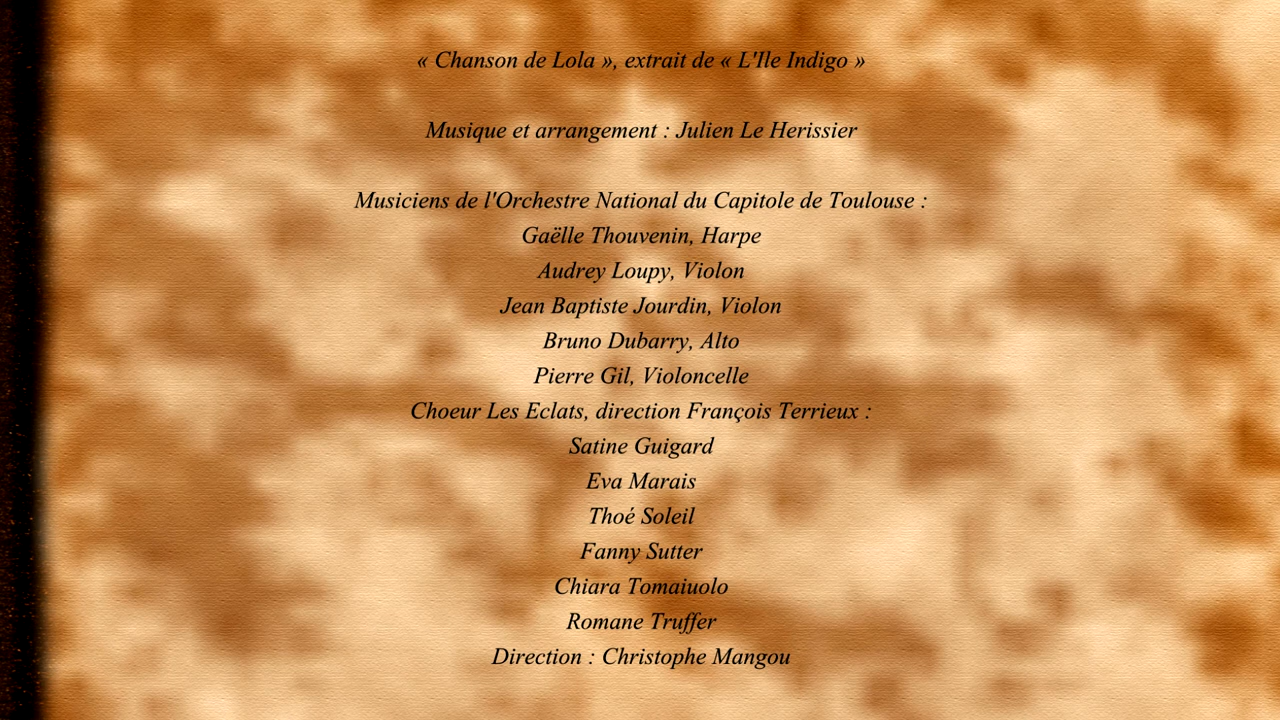 « Chanson de Lola », extrait de « L'Ile Indigo »
Musique et arrangement : Julien Le Herissier
Musiciens de l'Orchestre National du Capitole de Toulouse :
Gaëlle Thouvenin, Harpe
Audrey Loupy, Violon
Jean Baptiste Jourdin, Violon
Bruno Dubarry, Alto
Pierre Gil, Violoncelle
Choeur Les Eclats, direction François Terrieux :
Satine Guigard
Eva Marais
Thoé Soleil
Fanny Sutter
Chiara Tomaiuolo
Romane Truffer
Direction : Christophe Mangou